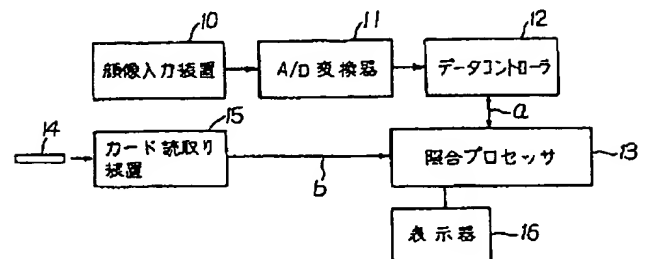 10
11
12
顔像入力装置
A/D変換器
データコントローラ
14
15
a
カード読取り
装置
b
照合プロセッサ
13
表示器
16